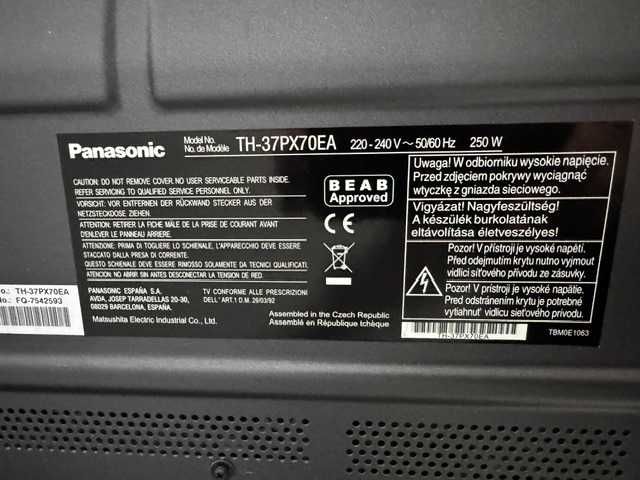 Panasonic
Model No.
No. de Modèle
TH-37PX70EA
220 - 240 V ~ 50/60 Hz
250 W
CAUTION: DO NOT REMOVE COVER NO USER SERVICEABLE PARTS INSIDE.
REFER SERVICING TO QUALIFIED SERVICE PERSONNEL ONLY.
VORSICHT: VOR ENTFERNEN DER RÜCKWAND STECKER AUS DER
NETZSTECKDOSE ZIEHEN.
ATTENTION: RETIRER LA FICHE MÂLE DE LA PRISE DE COURANT AVANT
D'ENLEVER LE PANNEAU ARRIERE.
ATTENZIONE: PRIMA DI TOGLIERE LO SCHIENALE, L'APPARECCHIO DEVE ESSERE
STACCATO DALLA PRESA DI CORRENTE.
QUESTO SCHIENALE DEVE ESSERE RIMOSSO SOLAMENTE DA TECNICI QUALIFICATI.
ATENCIÓN: ANTES DE ABRIR DESCONECTAR LA TENSION DE RED.
PANASONIC ESPAÑA S.A.
AVDA, JOSEP TARRADELLAS 20-30,
08029 BARCELONA, ESPAÑA.
Matsushita Electric Industrial Co., Ltd.
TV CONFORME ALLE PRESCRIZIONI
DELL' ART.1 D.M. 26/03/92
Assembled in the Czech Republic
Assemblé en République tchèque
BEAB
Approved
CE
Uwaga! W odbiorniku wysokie napięcie.
Przed zdjęciem pokrywy wyciągnąć
wtyczkę z gniazda sieciowego.
Vigyázat! Nagyfeszültség!
A készülék burkolatának
eltávolítása életveszélyes!
Pozor! V přístroji je vysoké napětí.
Před odejmutím krytu nutno vyjmout
vidlici síťového přívodu ze zásuvky.
Pozor! V prístroji je vysoké napätie.
Pred odstránením krytu je potrebné
vytiahnuť vidlicu sieťového prívodu.
TH-37PX70EA
TBM0E1063
o.: TH-37PX70EA
No.: FQ-7542593